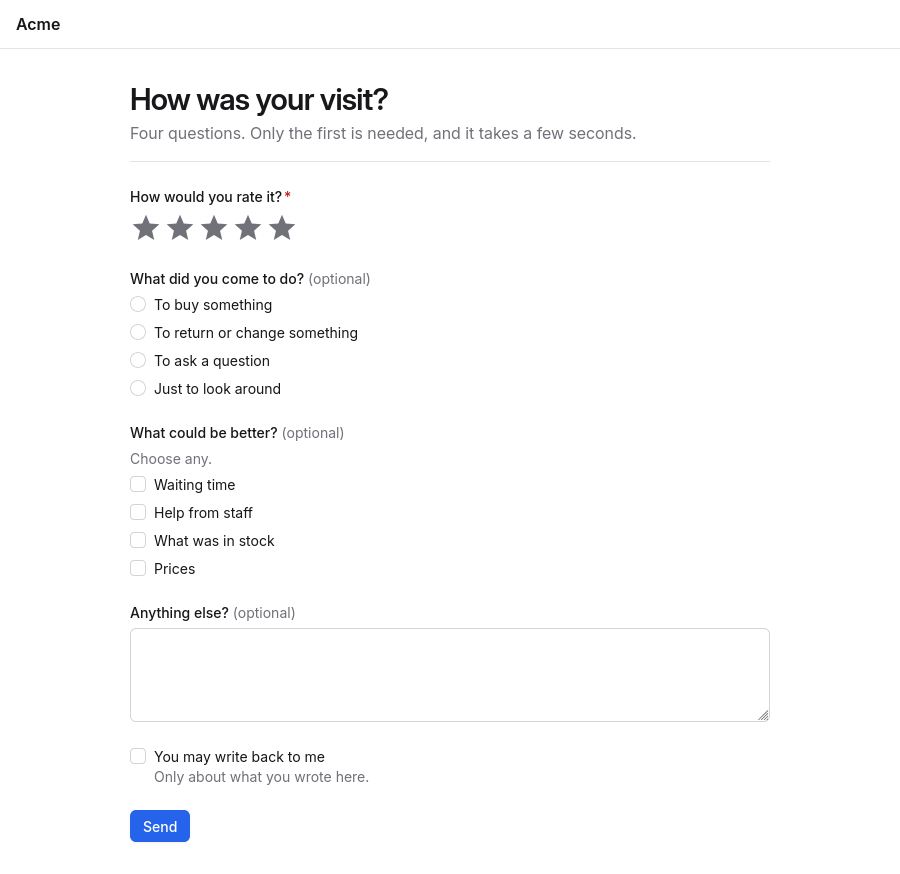 Acme
How was your visit?
Four questions. Only the first is needed, and it takes a few seconds.
How would you rate it? *
What did you come to do? (optional)
To buy something
To return or change something
To ask a question
Just to look around
What could be better? (optional)
Choose any.
Waiting time
Help from staff
What was in stock
Prices
Anything else? (optional)
You may write back to me
Only about what you wrote here.
Send